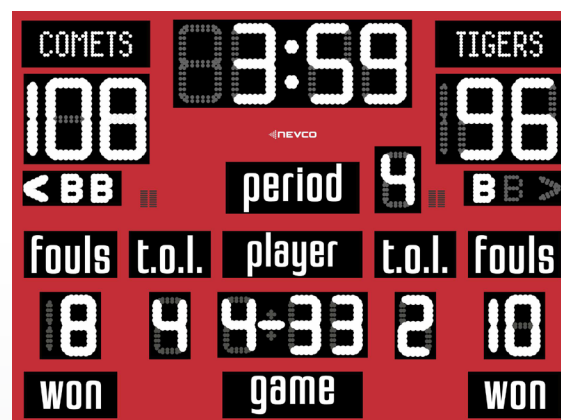 COMETS 3:59 TIGERS
108 96
NEVCO
< BB period 4 B
fouls t.o.l. player t.o.l. fouls
8 4 4-33 2 10
won game won